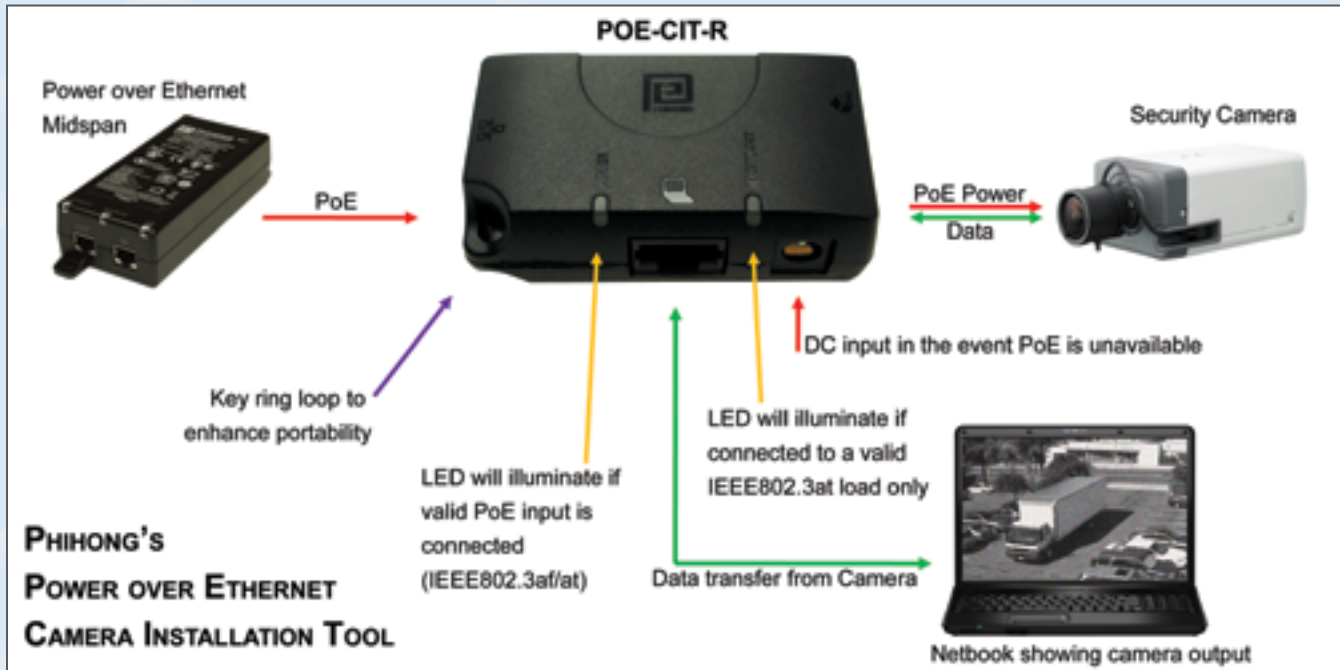 POE-CIT-R
Power over Ethernet
Midspan
Security Camera
PoE
PoE Power
Data
DC input in the event PoE is unavailable
Key ring loop to
enhance portability
LED will illuminate if
connected to a valid
IEEE802.3at load only
LED will illuminate if
valid PoE input is
connected
(IEEE802.3af/at)
Data transfer from Camera
PHIHONG'S
POWER OVER ETHERNET
CAMERA INSTALLATION TOOL
Netbook showing camera output